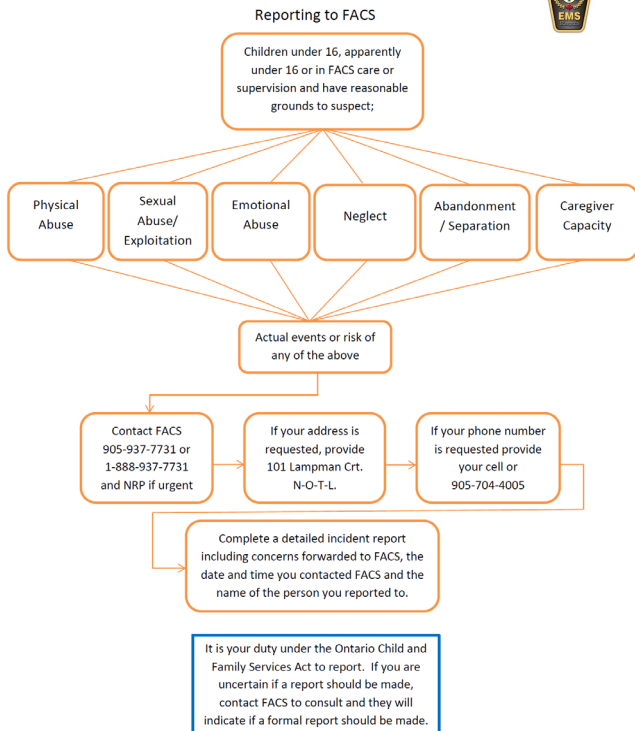 EMS
Reporting to FACS
Children under 16, apparently
under 16 or in FACS care or
supervision and have reasonable
grounds to suspect;
Physical
Abuse
Sexual
Abuse/
Exploitation
Emotional
Abuse
Neglect
Abandonment
/ Separation
Caregiver
Capacity
Actual events or risk of
any of the above
Contact FACS
905-937-7731 or
1-888-937-7731
and NRP if urgent
If your address is
requested, provide
101 Lampman Crt.
N-O-T-L.
If your phone number
is requested provide
your cell or
905-704-4005
Complete a detailed incident report
including concerns forwarded to FACS, the
date and time you contacted FACS and the
name of the person you reported to.
It is your duty under the Ontario Child and
Family Services Act to report. If you are
uncertain if a report should be made,
contact FACS to consult and they will
indicate if a formal report should be made.